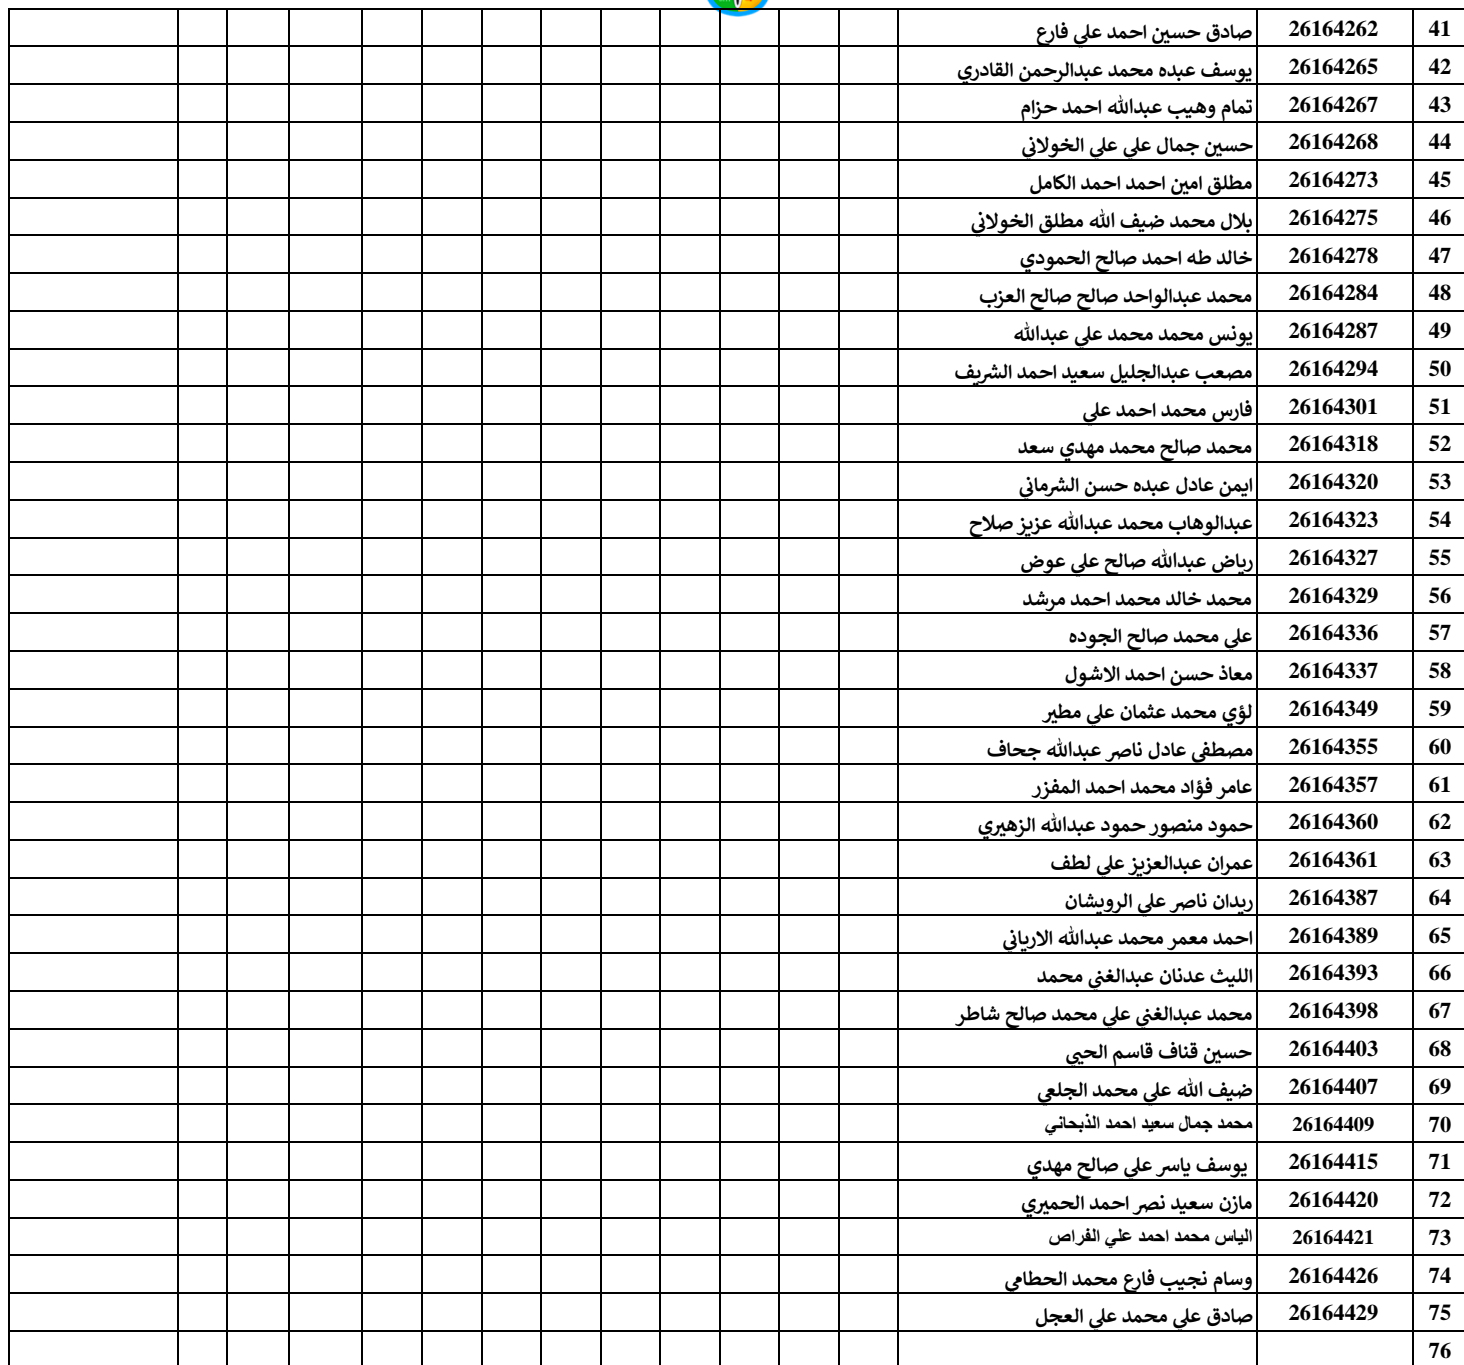 41 26164262 صادق حسين احمد علي فارع
42 26164265 يوسف عبده محمد عبدالرحمن القادري
43 26164267 تمام وهيب عبدالله احمد حزام
44 26164268 حسين جمال علي علي الخولاني
45 26164273 مطلق امين احمد احمد الكامل
46 26164275 بلال محمد ضيف الله مطلق الخولاني
47 26164278 خالد طه احمد صالح الحمودي
48 26164284 محمد عبدالواحد صالح صالح العزب
49 26164287 يونس محمد محمد علي عبدالله
50 26164294 مصعب عبدالجليل سعيد احمد الشريف
51 26164301 فارس محمد احمد علي
52 26164318 محمد صالح محمد مهدي سعد
53 26164320 ايمن عادل عبده حسن الشرماني
54 26164323 عبدالوهاب محمد عبدالله عزيز صلاح
55 26164327 رياض عبدالله صالح علي عوض
56 26164329 محمد خالد محمد احمد مرشد
57 26164336 علي محمد صالح الجوده
58 26164337 معاذ حسن احمد الاشول
59 26164349 لؤي محمد عثمان علي مطير
60 26164355 مصطفى عادل ناصر عبدالله جحاف
61 26164357 عامر فؤاد محمد احمد المفزر
62 26164360 حمود منصور حمود عبدالله الزهيري
63 26164361 عمران عبدالعزيز علي لطف
64 26164387 ريدان ناصر علي الرويشان
65 26164389 احمد معمر محمد عبدالله الارياني
66 26164393 الليث عدنان عبدالغني محمد
67 26164398 محمد عبدالغني علي محمد صالح شاطر
68 26164403 حسين قناف قاسم الحيي
69 26164407 ضيف الله علي محمد الجلعي
70 26164409 محمد جمال سعيد احمد الذبحاني
71 26164415 يوسف ياسر علي صالح مهدي
72 26164420 مازن سعيد نصر احمد الحميري
73 26164421 الياس محمد احمد علي الفراص
74 26164426 وسام نجيب فارع محمد الحطامي
75 26164429 صادق علي محمد علي العجل
76